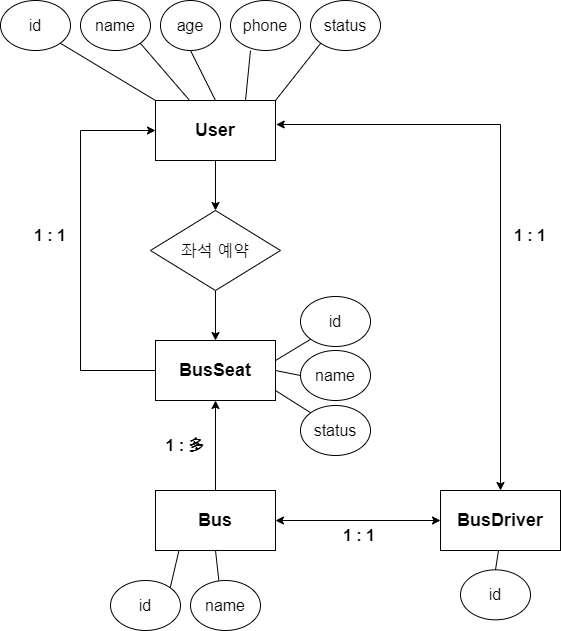 id
name
age
phone
status
User
1 : 1
1 : 1
좌석 예약
id
BusSeat
name
status
1 : 多
Bus
BusDriver
1 : 1
id
name
id